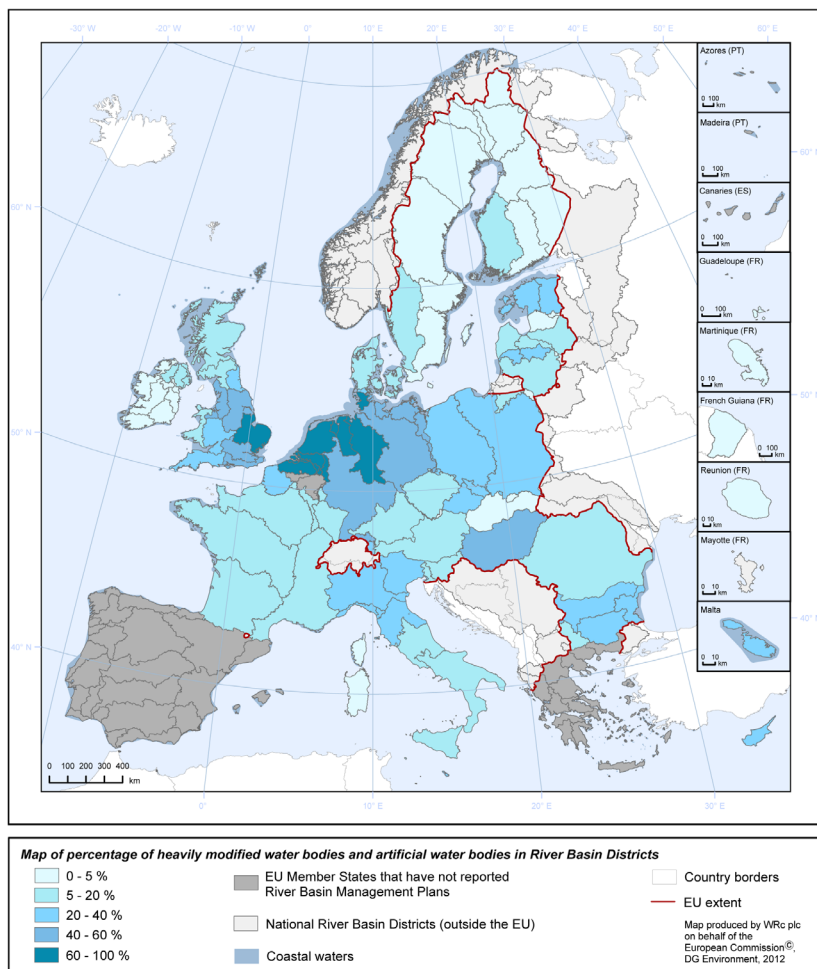 -30° W
-20° W
-10° W
0°
10° E
20° E
30° E
40° E
50° E
60° E
60° N
50° N
40° N
60° N
50° N
40° N
0°
10° E
20° E
30° E
Azores (PT)
0 100
km
Madeira (PT)
0 100
km
Canaries (ES)
0 100
km
Guadeloupe (FR)
0 100
km
Martinique (FR)
0 10 km
French Guiana (FR)
0 100
km
Reunion (FR)
0 10 km
Mayotte (FR)
0 10
km
Malta
0 10
km
0 100 200 300 400
km
Map of percentage of heavily modified water bodies and artificial water bodies in River Basin Districts
0 - 5 %
5 - 20 %
20 - 40 %
40 - 60 %
60 - 100 %
EU Member States that have not reported
River Basin Management Plans
National River Basin Districts (outside the EU)
Coastal waters
Country borders
EU extent
Map produced by WRc plc
on behalf of the
European Commission©,
DG Environment, 2012